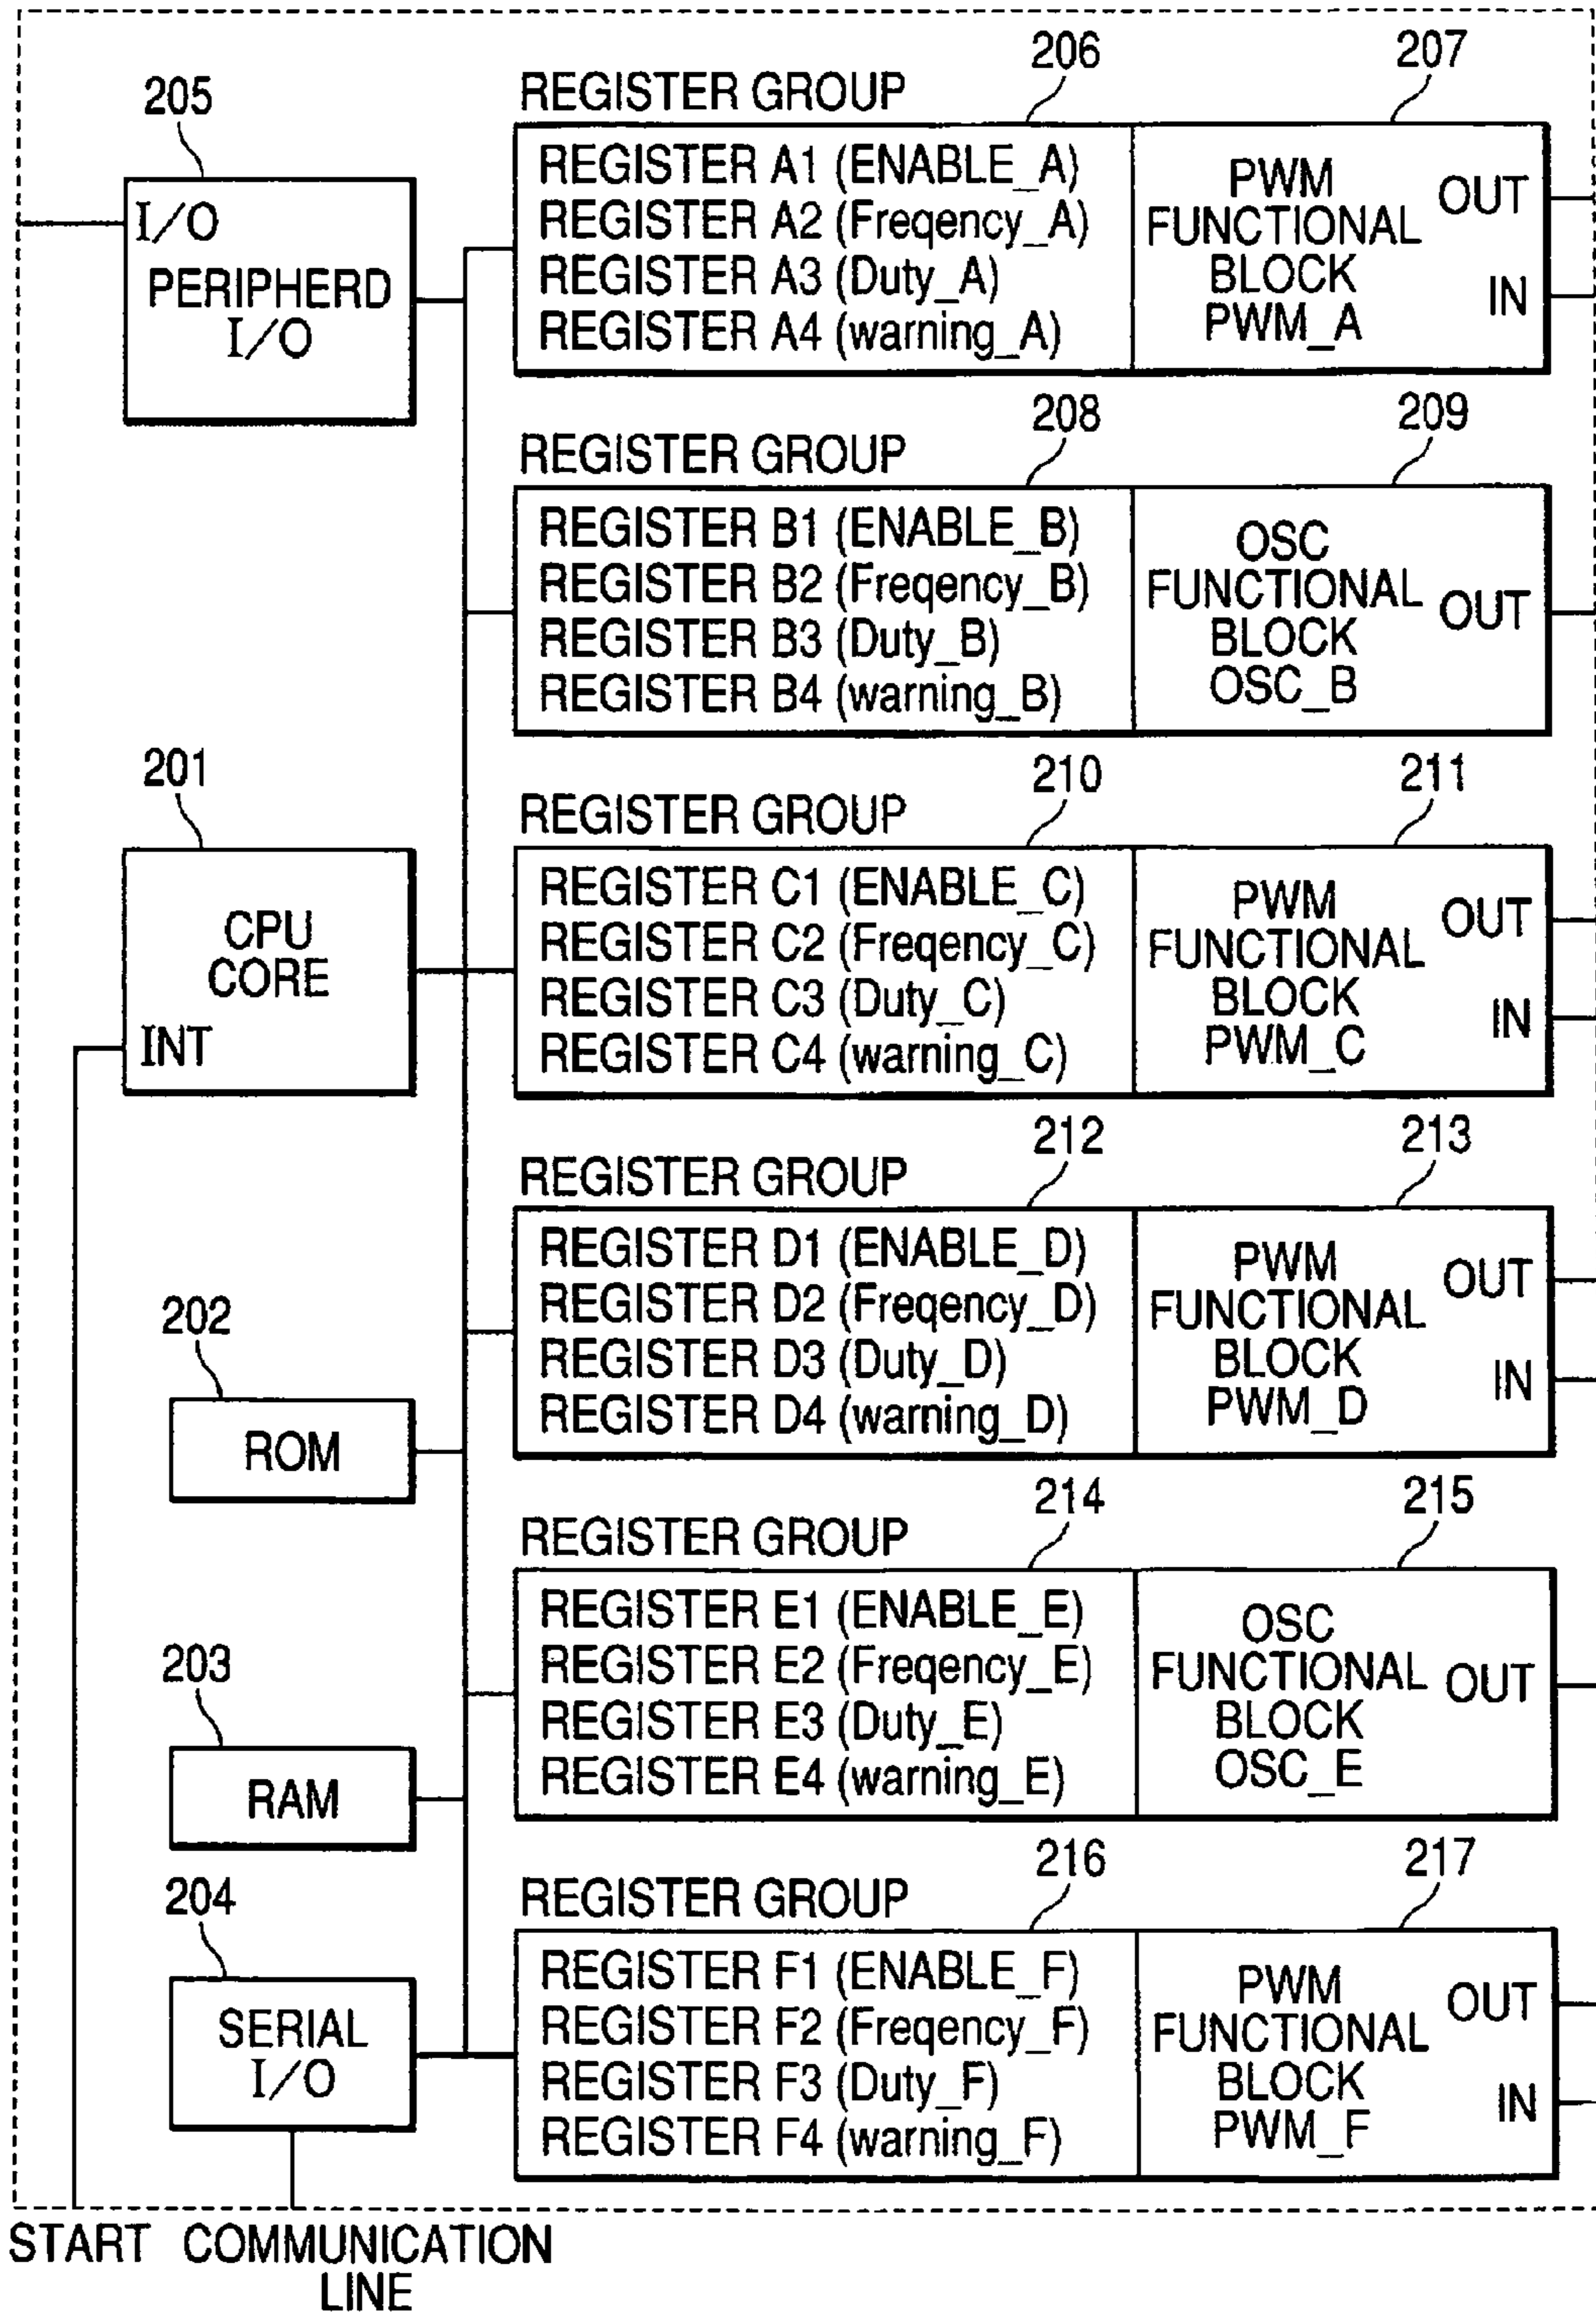 205
I/O
PERIPHERD
I/O
201
CPU
CORE
INT
202
ROM
203
RAM
204
SERIAL
I/O
REGISTER GROUP
206
207
REGISTER A1 (ENABLE_A)
REGISTER A2 (Freqency_A)
REGISTER A3 (Duty_A)
REGISTER A4 (warning_A)
PWM
FUNCTIONAL
BLOCK
PWM_A
OUT
IN
REGISTER GROUP
208
209
REGISTER B1 (ENABLE_B)
REGISTER B2 (Freqency_B)
REGISTER B3 (Duty_B)
REGISTER B4 (warning_B)
OSC
FUNCTIONAL
BLOCK
OSC_B
OUT
REGISTER GROUP
210
211
REGISTER C1 (ENABLE_C)
REGISTER C2 (Freqency_C)
REGISTER C3 (Duty_C)
REGISTER C4 (warning_C)
PWM
FUNCTIONAL
BLOCK
PWM_C
OUT
IN
REGISTER GROUP
212
213
REGISTER D1 (ENABLE_D)
REGISTER D2 (Freqency_D)
REGISTER D3 (Duty_D)
REGISTER D4 (warning_D)
PWM
FUNCTIONAL
BLOCK
PWM_D
OUT
IN
REGISTER GROUP
214
215
REGISTER E1 (ENABLE_E)
REGISTER E2 (Freqency_E)
REGISTER E3 (Duty_E)
REGISTER E4 (warning_E)
OSC
FUNCTIONAL
BLOCK
OSC_E
OUT
REGISTER GROUP
216
217
REGISTER F1 (ENABLE_F)
REGISTER F2 (Freqency_F)
REGISTER F3 (Duty_F)
REGISTER F4 (warning_F)
PWM
FUNCTIONAL
BLOCK
PWM_F
OUT
IN
START
COMMUNICATION
LINE